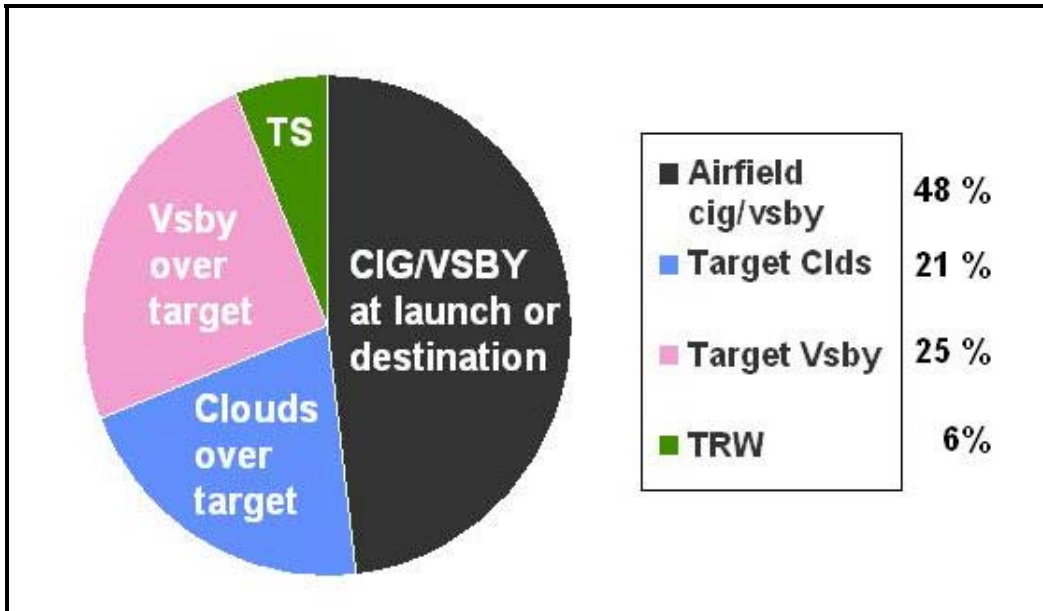 TS
Vsby
over
target
CIG/VSBY
at launch or
destination
Clouds
over
target
Airfield
cig/vsby
48 %
Target Clds
21 %
Target Vsby
25 %
TRW
6%